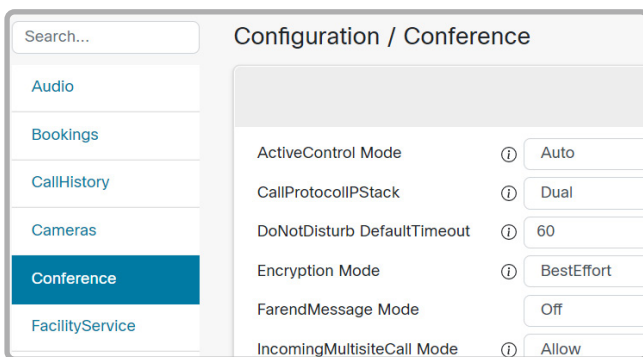 Search...
Configuration / Conference
Audio
Bookings
CallHistory
Cameras
Conference
FacilityService
ActiveControl Mode Auto
CallProtocolIPStack Dual
DoNotDisturb DefaultTimeout 60
Encryption Mode BestEffort
FarendMessage Mode Off
IncomingMultisiteCall Mode Allow